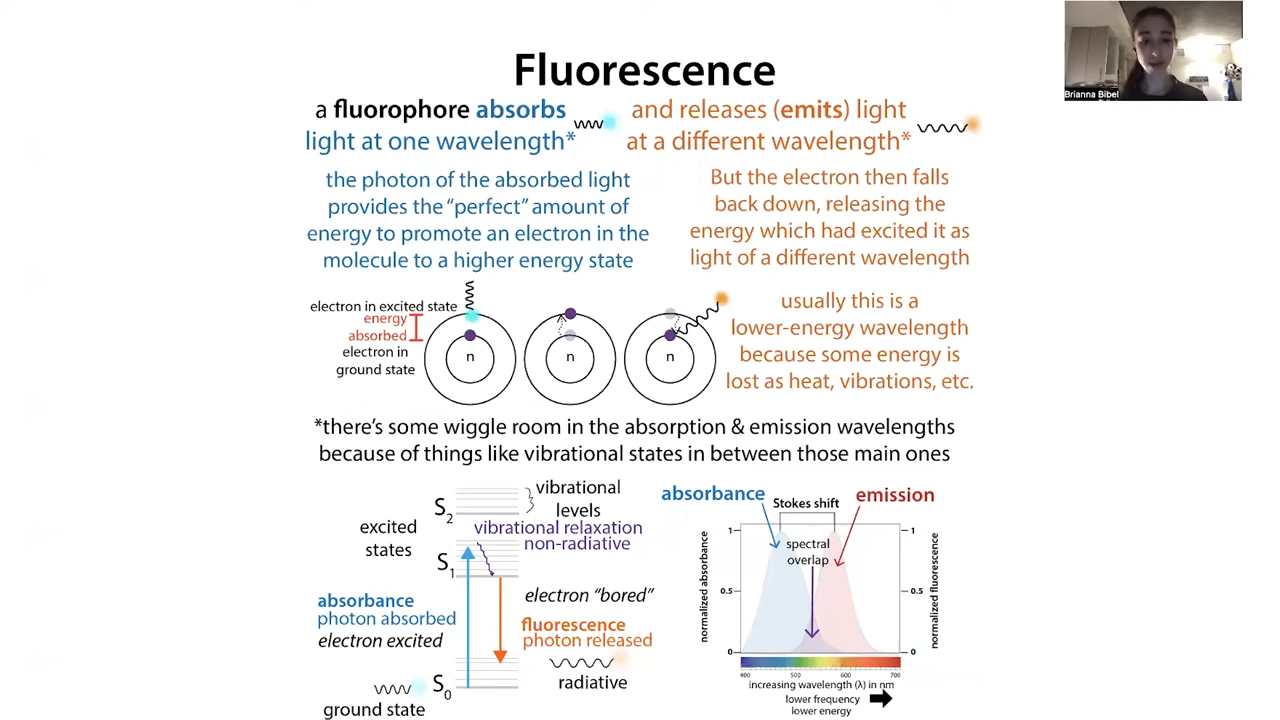 Fluorescence
a fluorophore absorbs
light at one wavelength*
and releases (emits) light
at a different wavelength*
the photon of the absorbed light
provides the “perfect” amount of
energy to promote an electron in the
molecule to a higher energy state
But the electron then falls
back down, releasing the
energy which had excited it as
light of a different wavelength
electron in excited state
energy
absorbed
electron in
ground state
n
n
n
usually this is a
lower-energy wavelength
because some energy is
lost as heat, vibrations, etc.
*there’s some wiggle room in the absorption & emission wavelengths
because of things like vibrational states in between those main ones
S2
vibrational
levels
excited
states
vibrational relaxation
non-radiative
S1
electron “bored”
absorbance
photon absorbed
electron excited
fluorescence
photon released
radiative
S0
ground state
absorbance
Stokes shift
emission
spectral
overlap
normalized absorbance
1
0.5
0
1
0.5
0
normalized fluorescence
400 500 600 700
increasing wavelength (λ) in nm
lower frequency
lower energy
Brianna Bibel